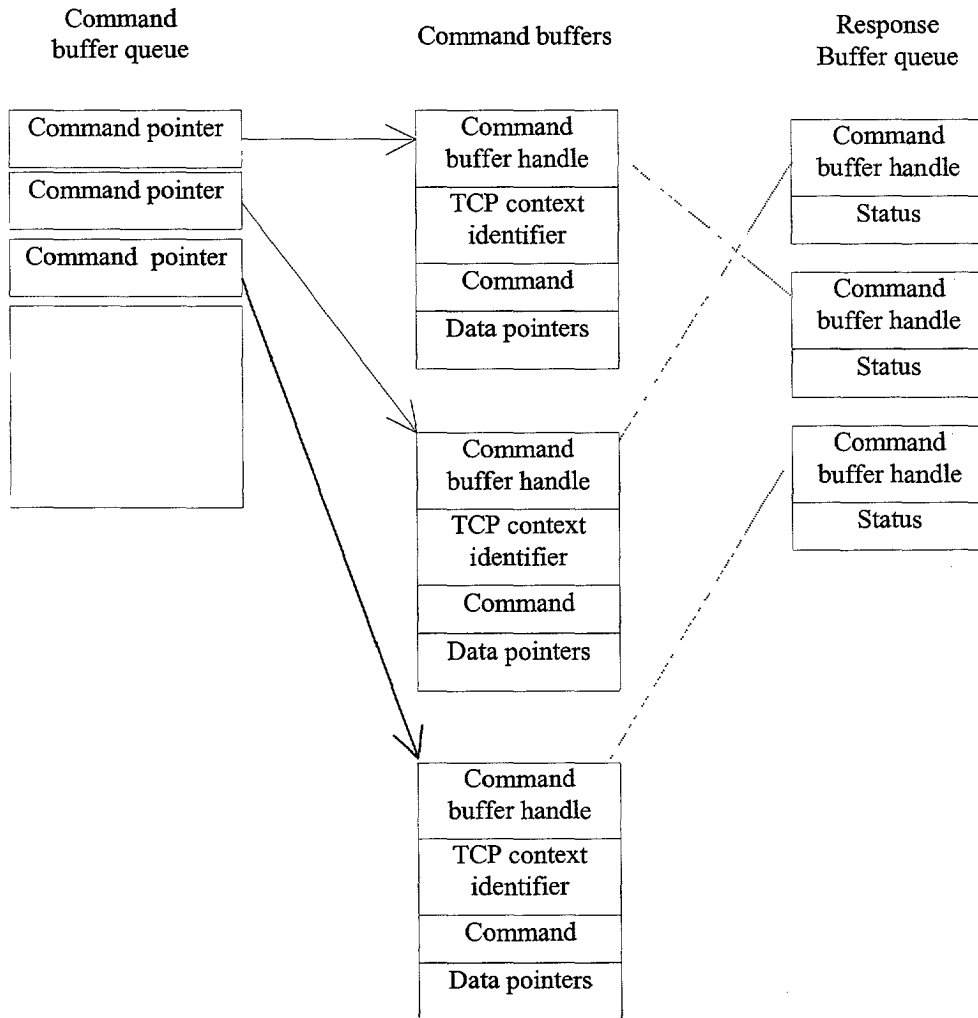 Command
buffer queue
Command buffers
Response
Buffer queue
Command pointer
Command pointer
Command pointer
Command
buffer handle
TCP context
identifier
Command
Data pointers
Command
buffer handle
TCP context
identifier
Command
Data pointers
Command
buffer handle
TCP context
identifier
Command
Data pointers
Command
buffer handle
Status
Command
buffer handle
Status
Command
buffer handle
Status